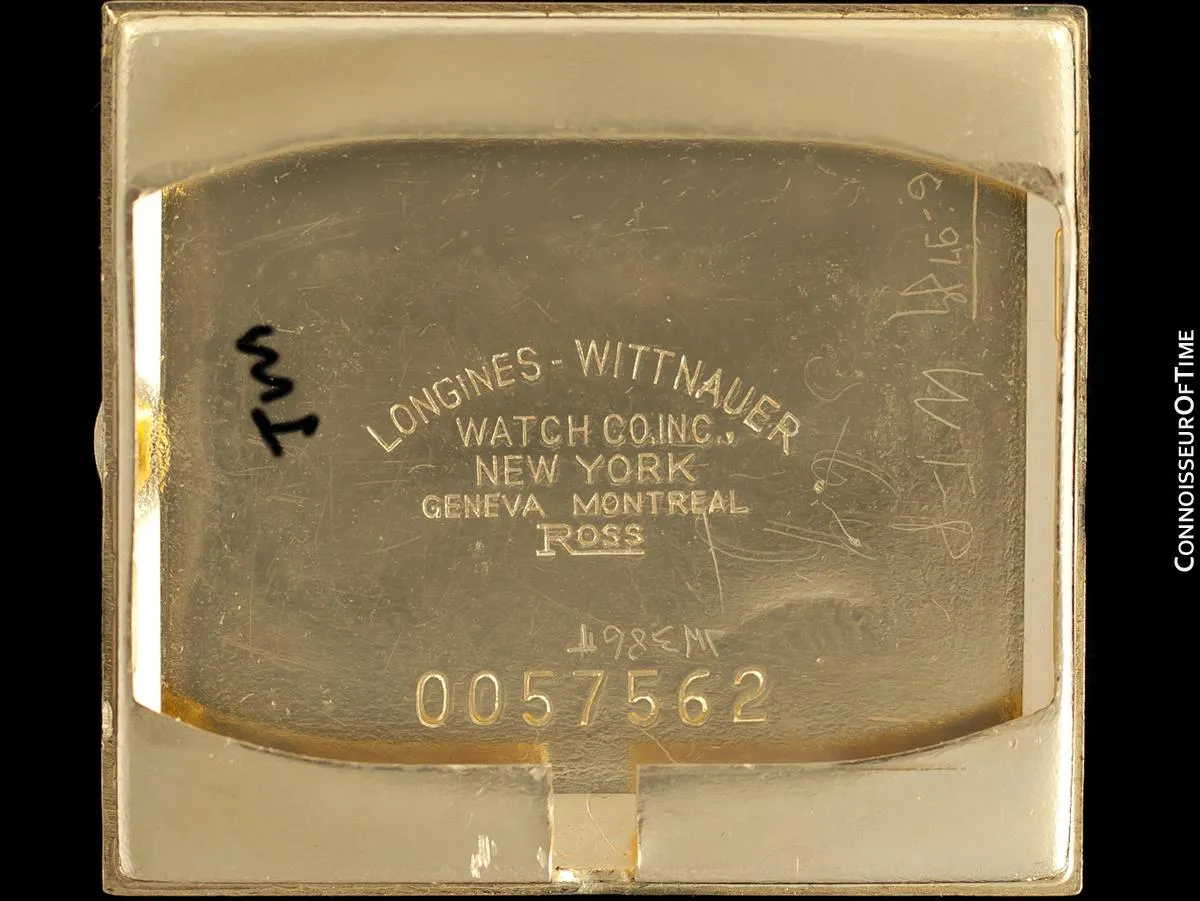 LONGINES-WITTNAUER
WATCH CO.INC.,
NEW YORK
GENEVA MONTREAL
ROSS
0057562
CONNOISSEUROFTIME